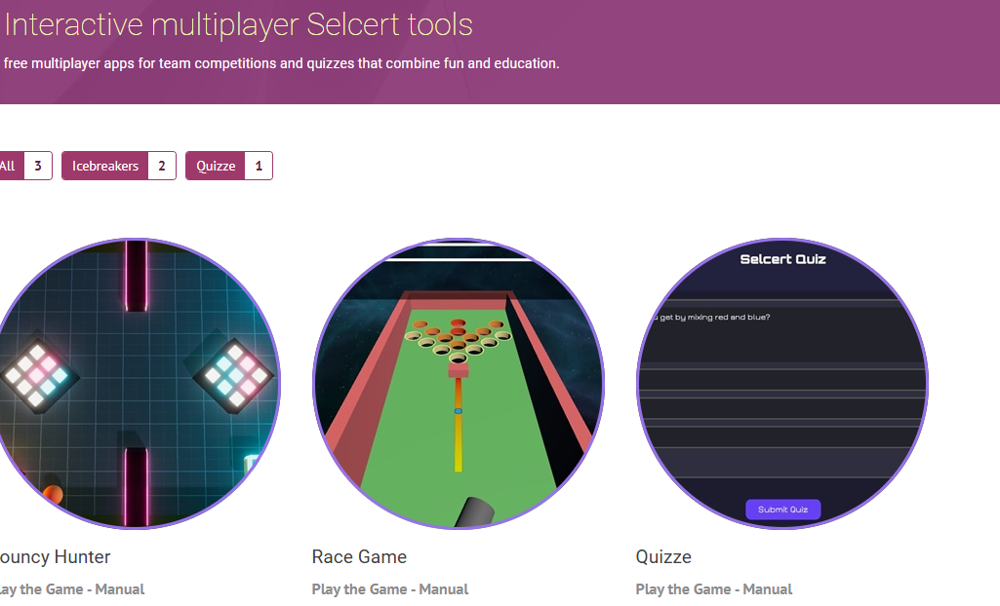 Interactive multiplayer Selcert tools
free multiplayer apps for team competitions and quizzes that combine fun and education.
All 3 Icebreakers 2 Quizze 1
Selcert Quiz
u get by mixing red and blue?
Submit Quiz
ouncy Hunter Race Game Quizze
lay the Game - Manual Play the Game - Manual Play the Game - Manual